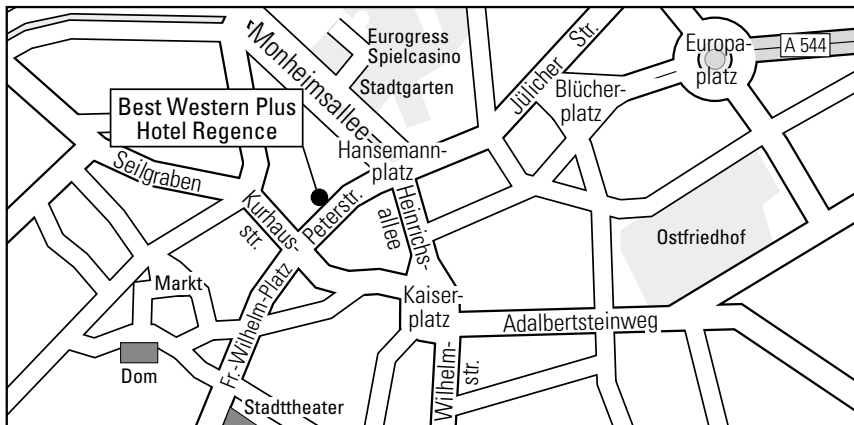 Eurogress
Spielcasino
Stadtgarten
Monheimsallee
Jülicher Str.
Europa-
platz
A 544
Blücher-
platz
Best Western Plus
Hotel Regence
Hansemann-
platz
Seilgraben
Kurhaus-
str.
Peterstr.
Heinrichs-
allee
Ostfriedhof
Markt
Fr.-Wilhelm-Platz
Kaiser-
platz
Adalbertsteinweg
Dom
Wilhelm-
str.
Stadttheater